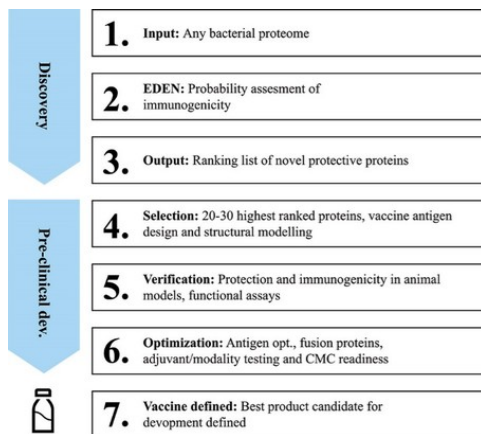 Discovery
1. Input: Any bacterial proteome
2. EDEN: Probability assesment of
immunogenicity
3. Output: Ranking list of novel protective proteins
Pre-clinical dev.
4. Selection: 20-30 highest ranked proteins, vaccine antigen
design and structural modelling
5. Verification: Protection and immunogenicity in animal
models, functional assays
6. Optimization: Antigen opt., fusion proteins,
adjuvant/modality testing and CMC readiness
7. Vaccine defined: Best product candidate for
devopment defined